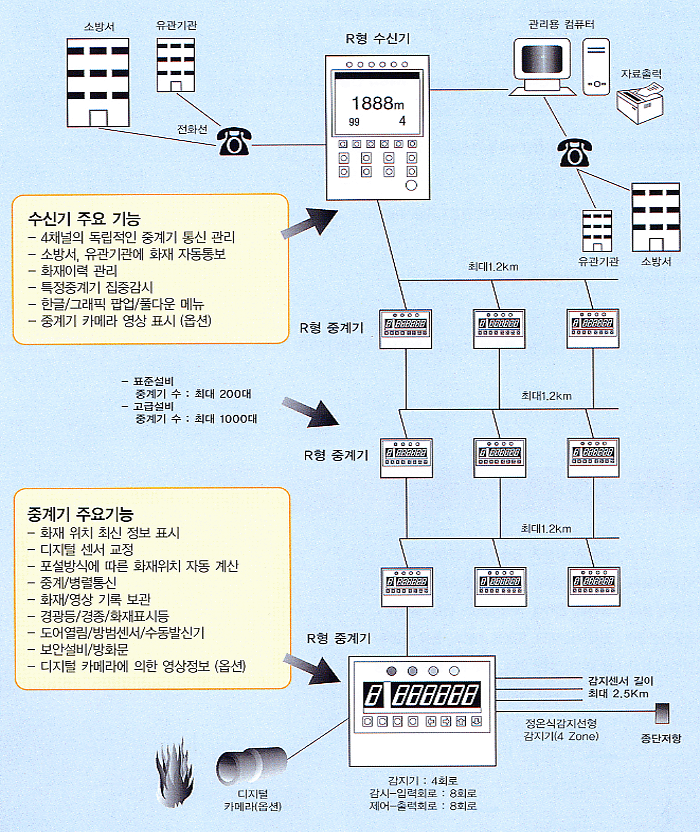 소방서
유관기관
R형 수신기
관리용 컴퓨터
자료출력
전화선
1888m
99 4
유관기관
소방서
수신기 주요 기능
- 4채널의 독립적인 중계기 통신 관리
- 소방서, 유관기관에 화재 자동통보
- 화재이력 관리
- 특정중계기 집중감시
- 한글/그래픽 팝업/풀다운 메뉴
- 중계기 카메라 영상 표시 (옵션)
최대1.2km
R형 중계기
- 표준설비
중계기 수 : 최대 200대
- 고급설비
중계기 수 : 최대 1000대
최대1.2km
R형 중계기
최대1.2km
중계기 주요기능
- 화재 위치 최신 정보 표시
- 디지털 센서 교정
- 포설방식에 따른 화재위치 자동 계산
- 중계/병렬통신
- 화재/영상 기록 보관
- 경광등/경종/화재표시등
- 도어열림/방범센서/수동발신기
- 보안설비/방화문
- 디지털 카메라에 의한 영상정보 (옵션)
R형 중계기
8 888888
감지센서 길이
최대 2.5Km
정온식감지선형
감지기(4 Zone)
종단저항
디지털
카메라(옵션)
감지기 : 4회로
감시-입력회로 : 8회로
제어-출력회로 : 8회로